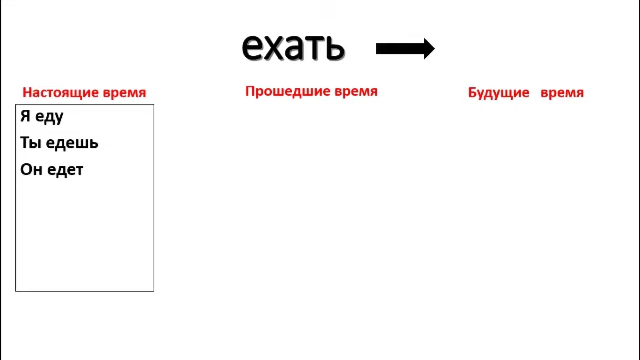 ехать
Настоящие время
Прошедшие время
Будущие время
Я еду
Ты едешь
Он едет